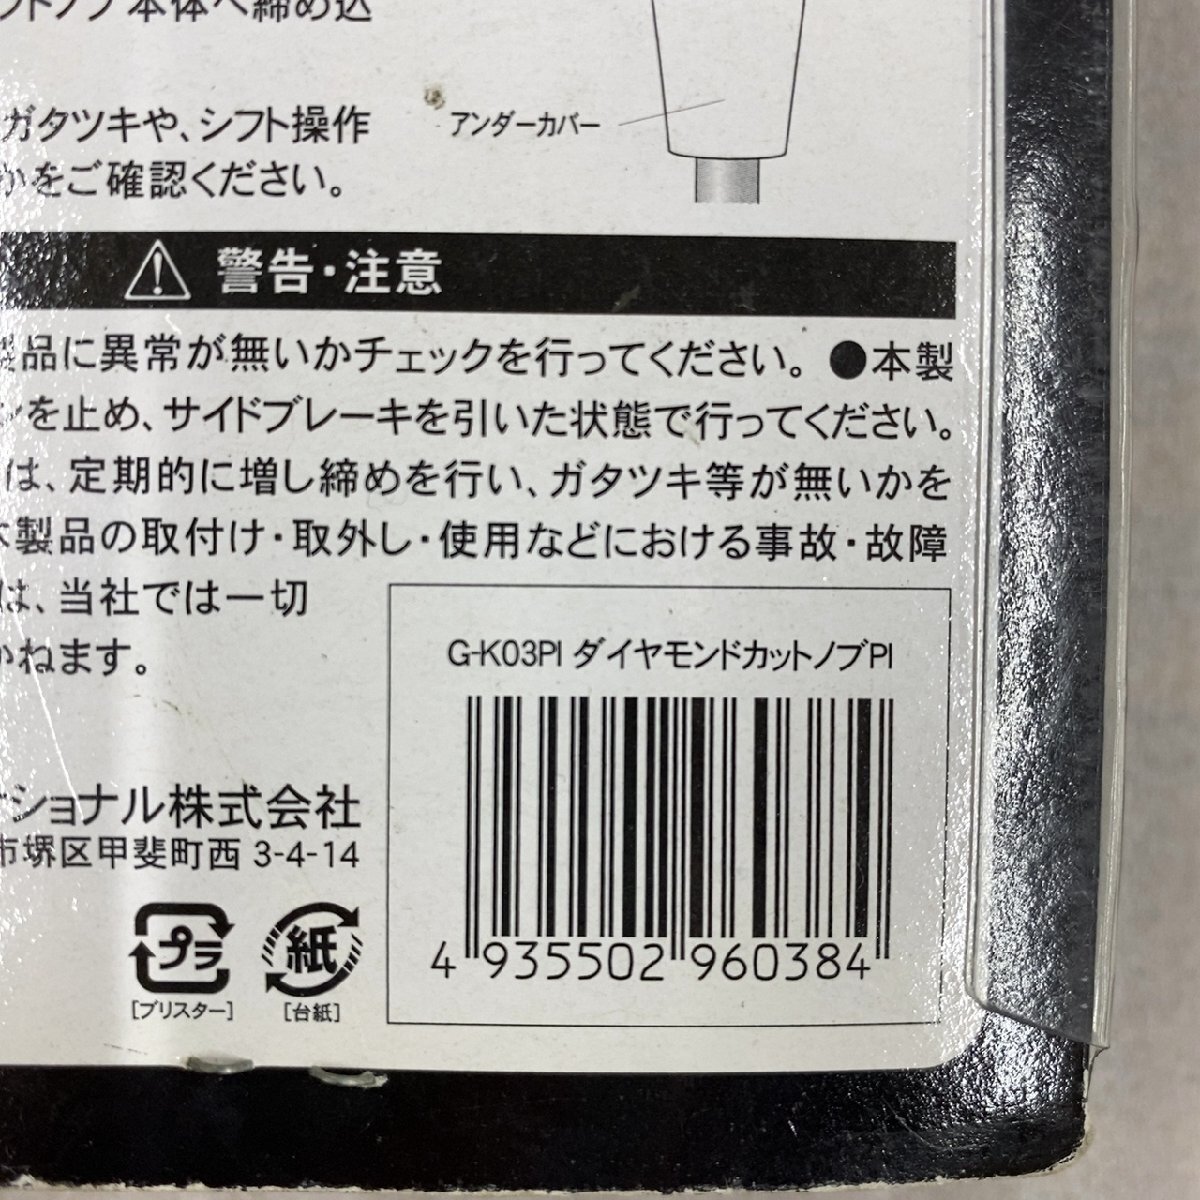 フトノブ本体へ締め込
ガタツキや、シフト操作
かをご確認ください。
アンダーカバー
警告・注意
製品に異常が無いかチェックを行ってください。●本製
ンを止め、サイドブレーキを引いた状態で行ってください。
は、定期的に増し締めを行い、ガタツキ等が無いかを
本製品の取付け・取外し・使用などにおける事故・故障
は、当社では一切
かねます。
G-K03PI ダイヤモンドカットノブPI
4 935502 960384
ショナル株式会社
市堺区甲斐町西 3-4-14
プラ
[ブリスター]
紙
[台紙]